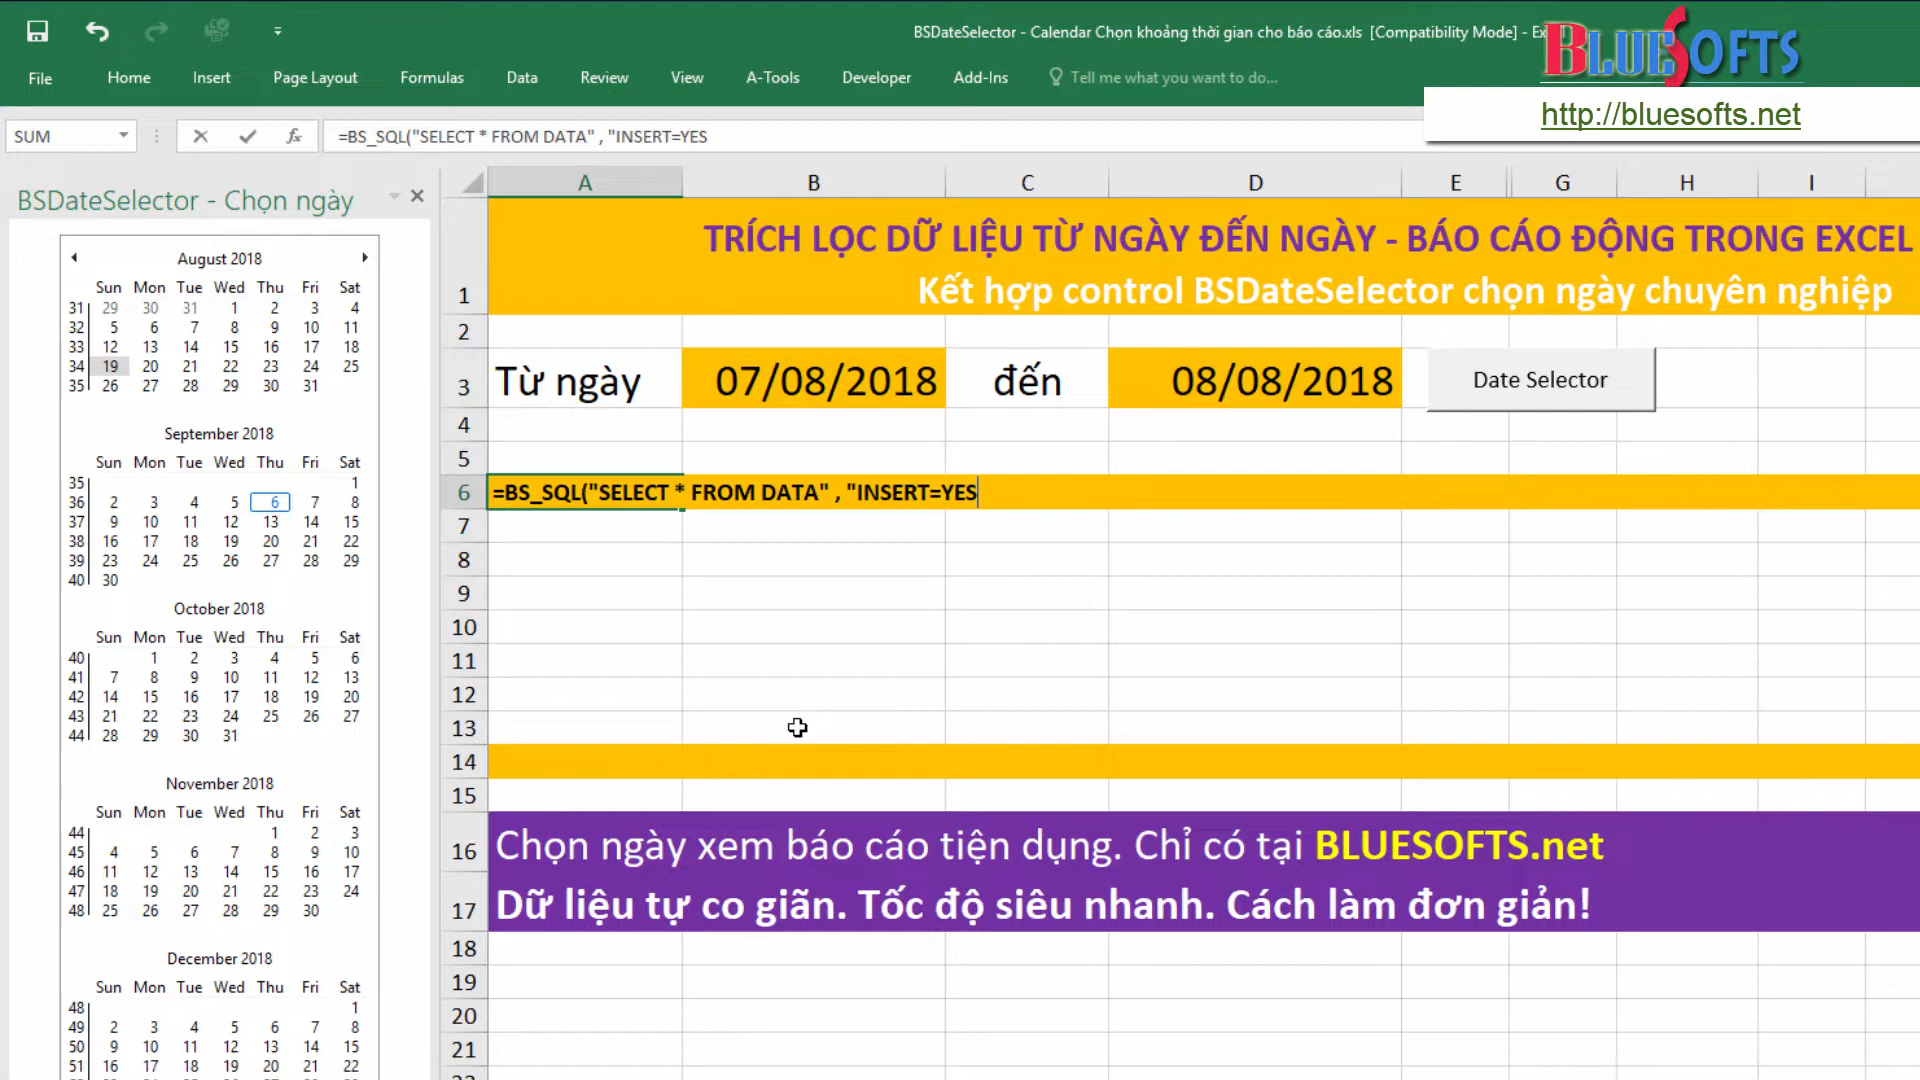 BSDateSelector - Calendar Chọn khoảng thời gian cho báo cáo.xls [Compatibility Mode] - Ex
BLUESOFTS
File Home Insert Page Layout Formulas Data Review View A-Tools Developer Add-Ins Tell me what you want to do...
http://bluesofts.net
SUM fx =BS_SQL("SELECT * FROM DATA" , "INSERT=YES
BSDateSelector - Chọn ngày
August 2018
Sun Mon Tue Wed Thu Fri Sat
31 29 30 31 1 2 3 4
32 5 6 7 8 9 10 11
33 12 13 14 15 16 17 18
34 19 20 21 22 23 24 25
35 26 27 28 29 30 31
September 2018
Sun Mon Tue Wed Thu Fri Sat
35 1
36 2 3 4 5 6 7 8
37 9 10 11 12 13 14 15
38 16 17 18 19 20 21 22
39 23 24 25 26 27 28 29
40 30
October 2018
Sun Mon Tue Wed Thu Fri Sat
40 1 2 3 4 5 6
41 7 8 9 10 11 12 13
42 14 15 16 17 18 19 20
43 21 22 23 24 25 26 27
44 28 29 30 31
November 2018
Sun Mon Tue Wed Thu Fri Sat
44 1 2 3
45 4 5 6 7 8 9 10
46 11 12 13 14 15 16 17
47 18 19 20 21 22 23 24
48 25 26 27 28 29 30
December 2018
Sun Mon Tue Wed Thu Fri Sat
48 1
49 2 3 4 5 6 7 8
50 9 10 11 12 13 14 15
51 16 17 18 19 20 21 22
A B C D E G H I
TRÍCH LỌC DỮ LIỆU TỪ NGÀY ĐẾN NGÀY - BÁO CÁO ĐỘNG TRONG EXCEL
1 Kết hợp control BSDateSelector chọn ngày chuyên nghiệp
2
3 Từ ngày 07/08/2018 đến 08/08/2018 Date Selector
4
5
6 =BS_SQL("SELECT * FROM DATA" , "INSERT=YES
7
8
9
10
11
12
13
14
15
16 Chọn ngày xem báo cáo tiện dụng. Chỉ có tại BLUESOFTS.net
17 Dữ liệu tự co giãn. Tốc độ siêu nhanh. Cách làm đơn giản!
18
19
20
21